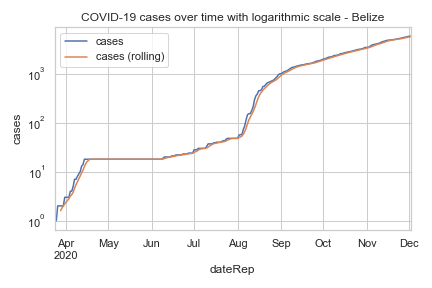 COVID-19 cases over time with logarithmic scale - Belize
cases
cases (rolling)
10³
10²
10¹
10⁰
cases
Apr May Jun Jul Aug Sep Oct Nov Dec
2020
dateRep